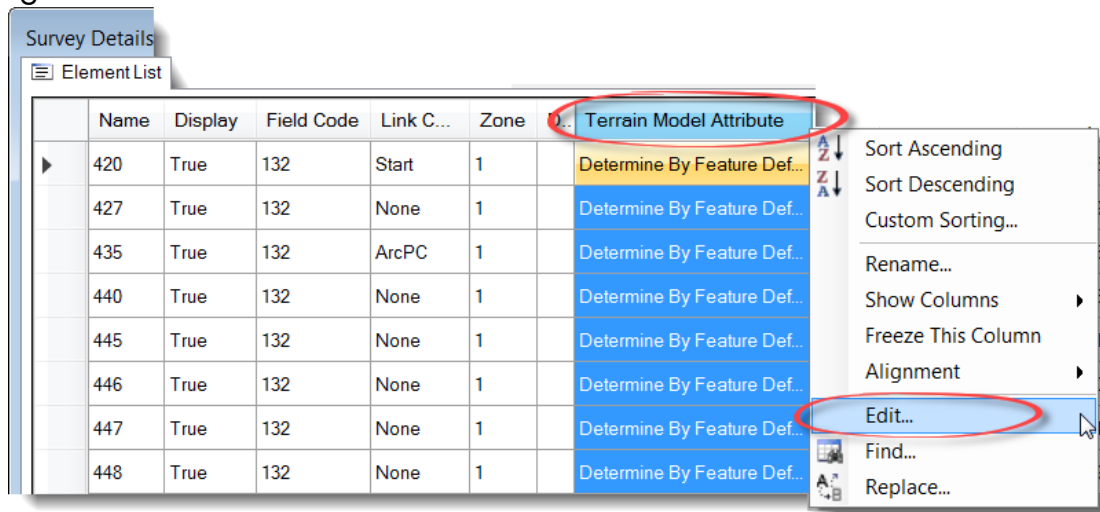 Survey Details
Element List
Name Display Field Code Link C... Zone D.. Terrain Model Attribute
420 True 132 Start 1 Determine By Feature Def...
427 True 132 None 1 Determine By Feature Def...
435 True 132 ArcPC 1 Determine By Feature Def...
440 True 132 None 1 Determine By Feature Def...
445 True 132 None 1 Determine By Feature Def...
446 True 132 None 1 Determine By Feature Def...
447 True 132 None 1 Determine By Feature Def...
448 True 132 None 1 Determine By Feature Def...
Sort Ascending
Sort Descending
Custom Sorting...
Rename...
Show Columns
Freeze This Column
Alignment
Edit...
Find...
Replace...